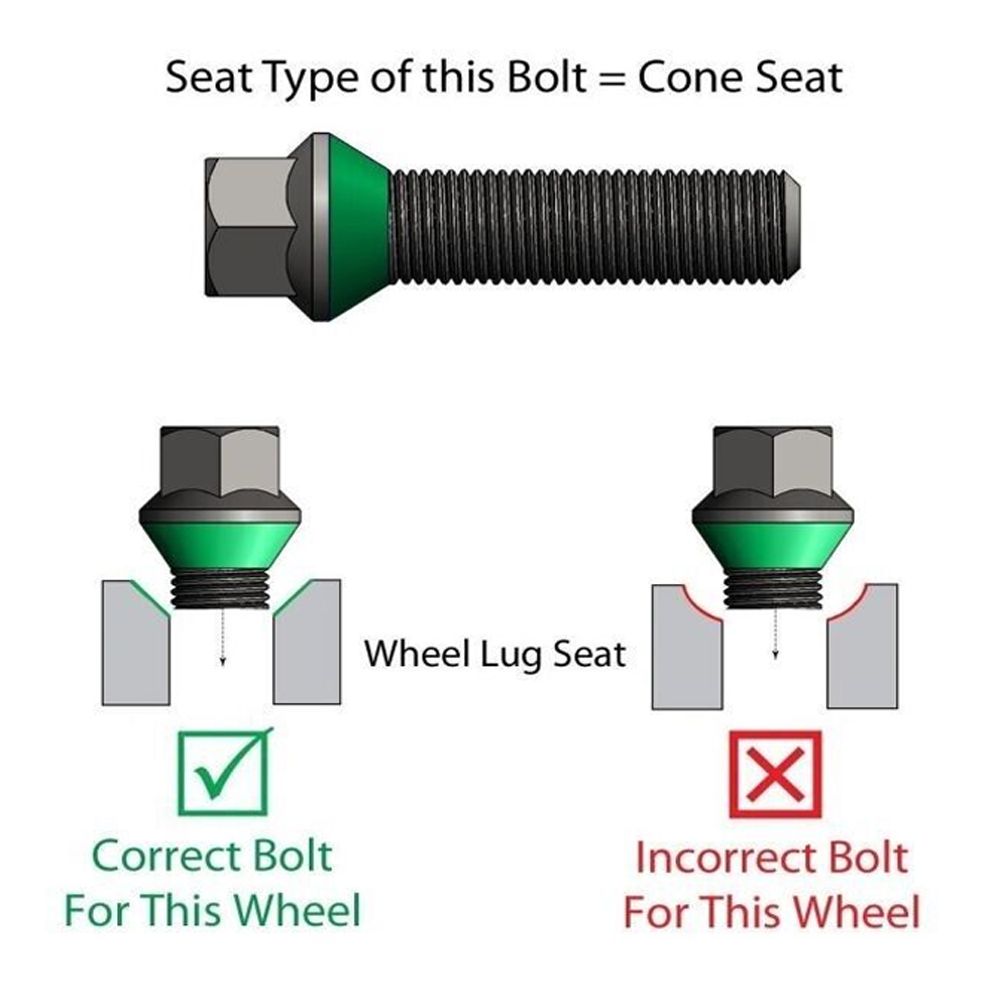 Seat Type of this Bolt = Cone Seat
Wheel Lug Seat
Correct Bolt
For This Wheel
Incorrect Bolt
For This Wheel